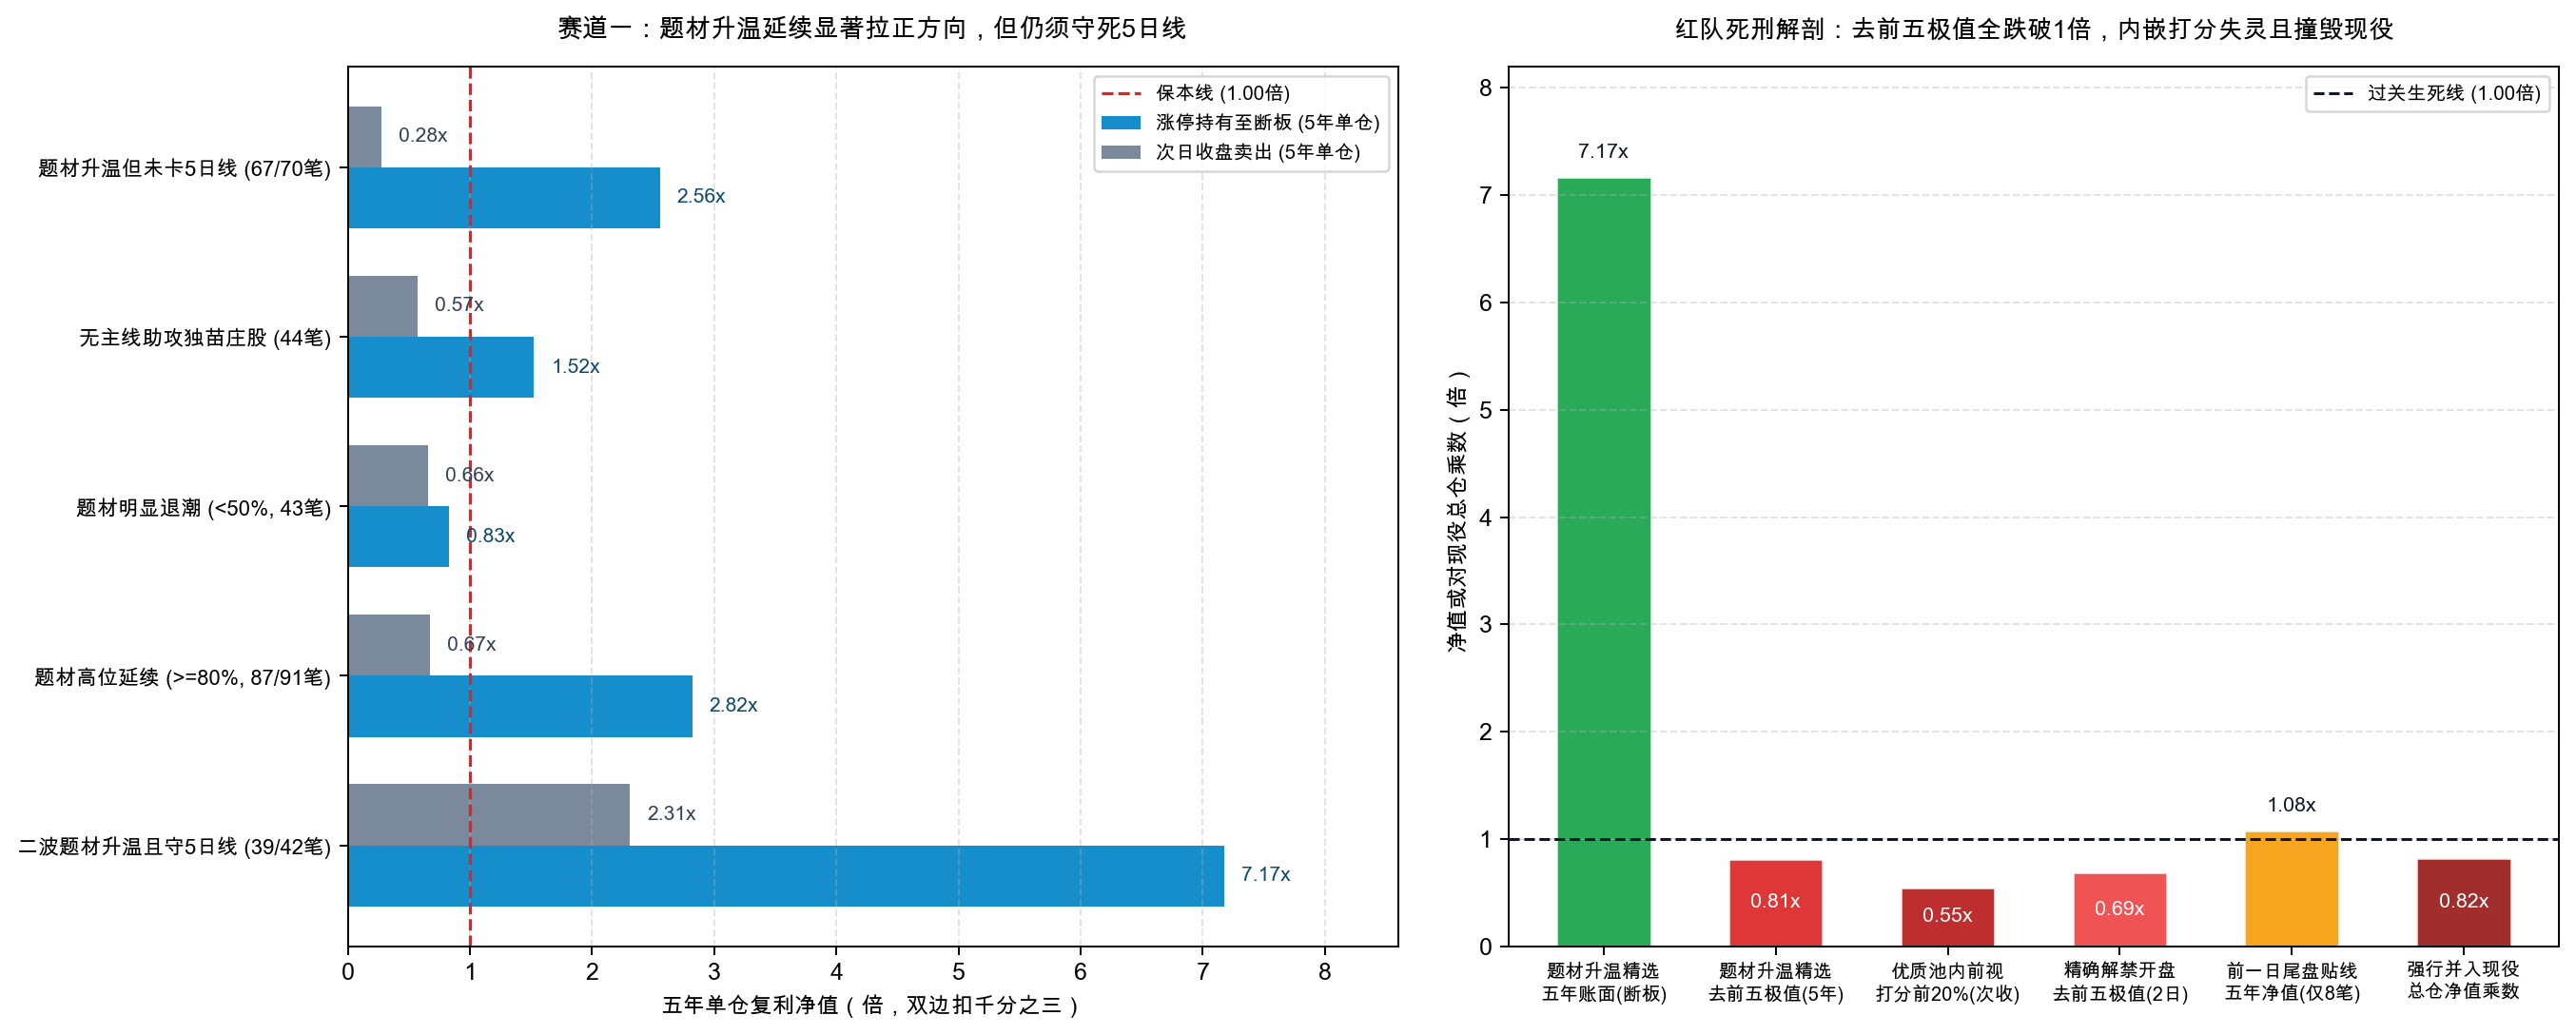 赛道一：题材升温延续显著拉正方向，但仍须守死5日线
保本线 (1.00倍)
涨停持有至断板 (5年单仓)
次日收盘卖出 (5年单仓)
题材升温但未卡5日线 (67/70笔)
0.28x
2.56x
无主线助攻独苗庄股 (44笔)
0.57x
1.52x
题材明显退潮 (<50%, 43笔)
0.66x
0.83x
题材高位延续 (>=80%, 87/91笔)
0.67x
2.82x
二波题材升温且守5日线 (39/42笔)
2.31x
7.17x
0 1 2 3 4 5 6 7 8
五年单仓复利净值（倍，双边扣千分之三）
红队死刑解剖：去前五极值全跌破1倍，内嵌打分失灵且撞毁现役
过关生死线 (1.00倍)
净值或对现役总仓乘数（倍）
8
7
6
5
4
3
2
1
0
7.17x
0.81x
0.55x
0.69x
1.08x
0.82x
题材升温精选
五年账面(断板)
题材升温精选
去前五极值(5年)
优质池内前视
打分前20%(次收)
精确解禁开盘
去前五极值(2日)
前一日尾盘贴线
五年净值(仅8笔)
强行并入现役
总仓净值乘数